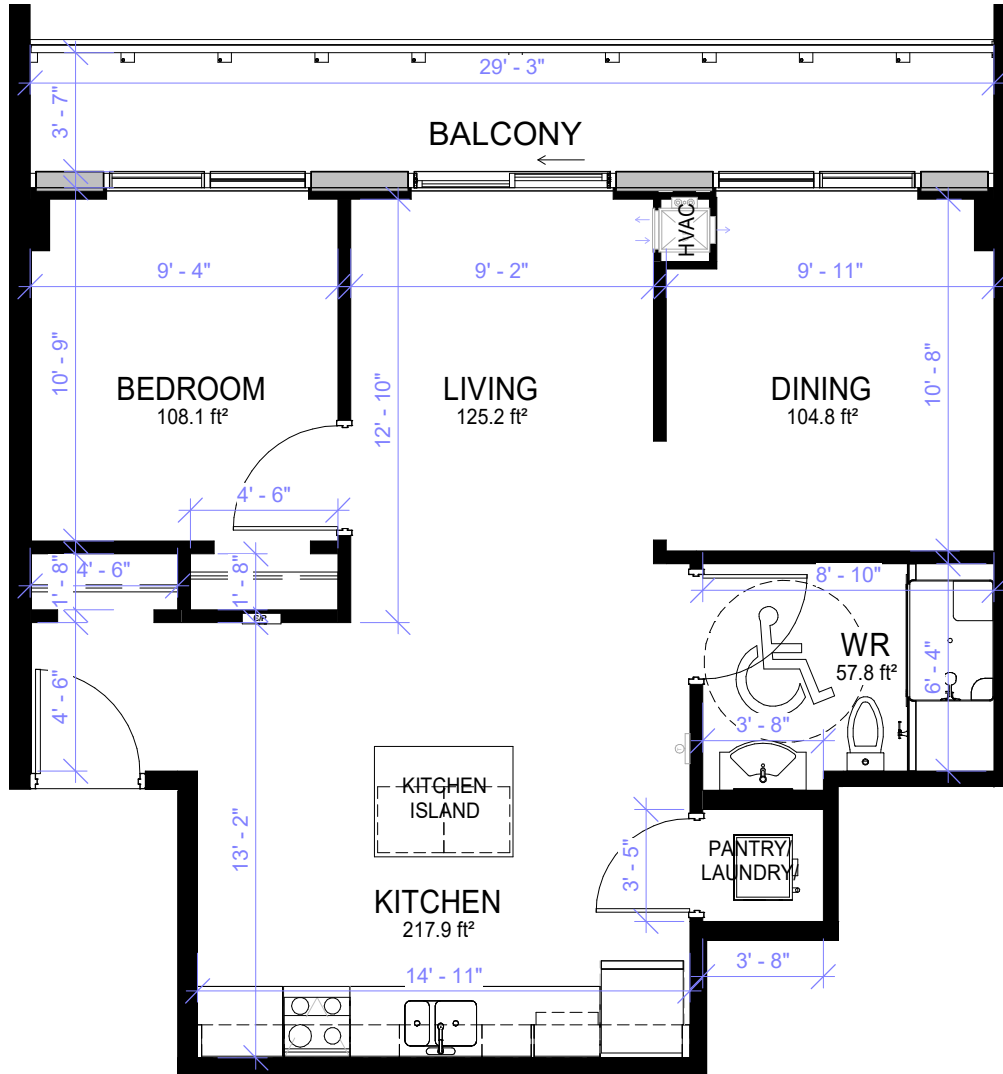 29' - 3"
3' - 7"
BALCONY
HVAC
9' - 4"
9' - 2"
9' - 11"
10' - 9"
BEDROOM
108.1 ft²
LIVING
125.2 ft²
DINING
104.8 ft²
10' - 8"
12' - 10"
4' - 6"
1' - 8"
4' - 6"
1' - 8"
8' - 10"
WR
57.8 ft²
6' - 4"
4' - 6"
3' - 8"
KITCHEN
ISLAND
13' - 2"
3' - 5"
PANTRY/
LAUNDRY
KITCHEN
217.9 ft²
14' - 11"
3' - 8"